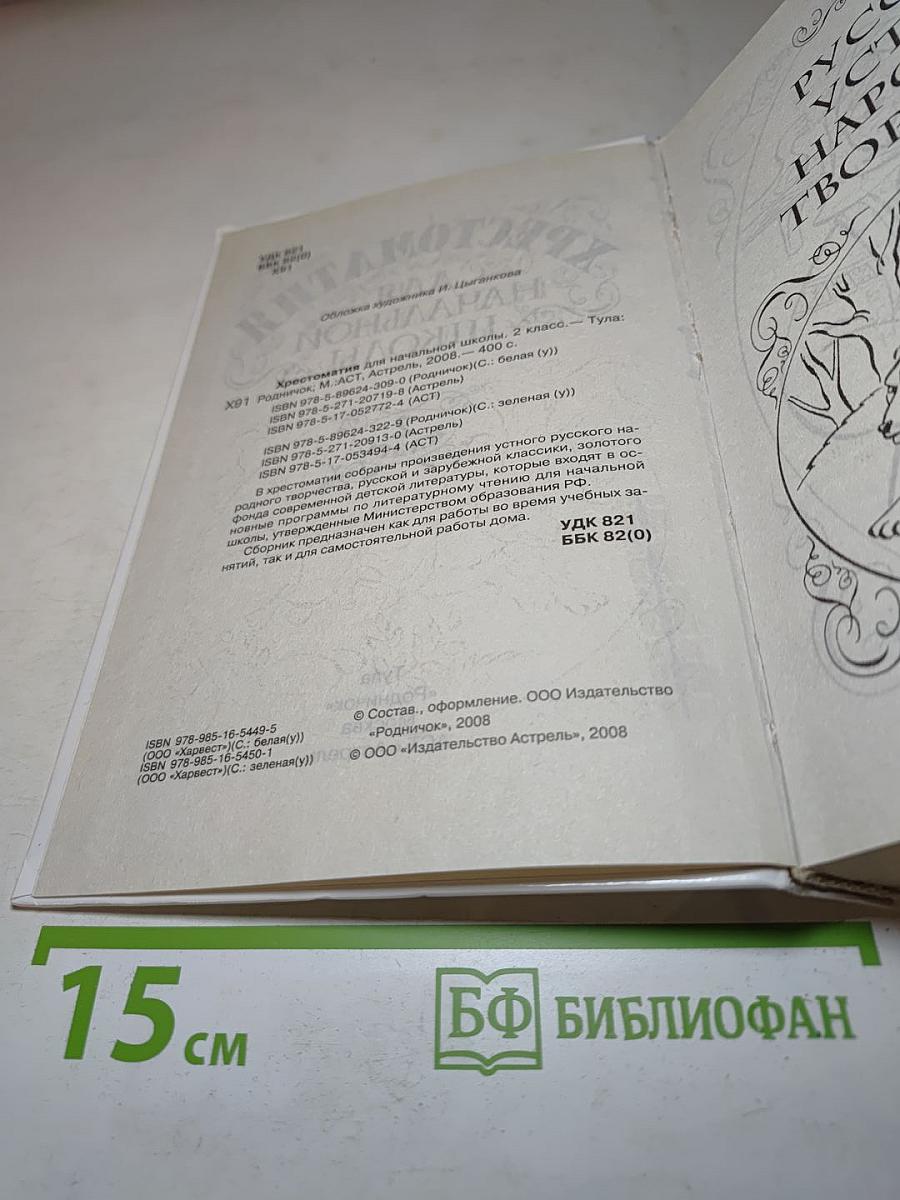 УДК 821
ББК 82(0)
Х91
Обложка художника И. Цыганкова
Хрестоматия для начальной школы. 2 класс.— Тула:
Х91 Родничок; М.:АСТ, Астрель, 2008.— 400 с.
ISBN 978-5-89624-309-0 (Родничок)(С.: белая (у))
ISBN 978-5-271-20719-8 (Астрель)
ISBN 978-5-17-052772-4 (АСТ)
ISBN 978-5-89624-322-9 (Родничок)(С.: зеленая (у))
ISBN 978-5-271-20913-0 (Астрель)
ISBN 978-5-17-053494-4 (АСТ)
В хрестоматии собраны произведения устного русского на-
родного творчества, русской и зарубежной классики, золотого
фонда современной детской литературы, которые входят в ос-
новные программы по литературному чтению для начальной
школы, утвержденные Министерством образования РФ.
Сборник предназначен как для работы во время учебных за-
нятий, так и для самостоятельной работы дома.
УДК 821
ББК 82(0)
ISBN 978-985-16-5449-5
(ООО «Харвест»)(С.: белая(у))
ISBN 978-985-16-5450-1
(ООО «Харвест»)(С.: зеленая(у))
© Состав., оформление. ООО Издательство
«Родничок», 2008
© ООО «Издательство Астрель», 2008
РУСС
УСТ
НАРО
ТВОР
15 см
БФ БИБЛИОФАН